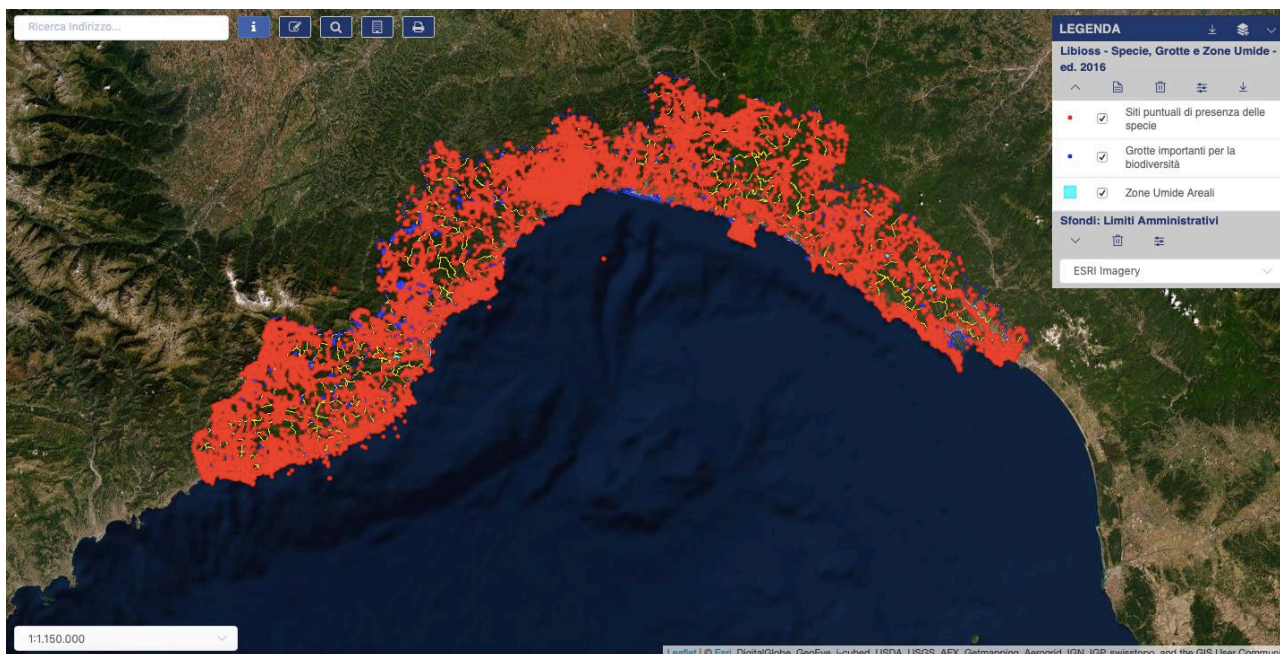 Ricerca Indirizzo...
i
LEGENDA
Libioss - Specie, Grotte e Zone Umide -
ed. 2016
Siti puntuali di presenza delle
specie
Grotte importanti per la
biodiversità
Zone Umide Areali
Sfondi: Limiti Amministrativi
ESRI Imagery
1:1.150.000
Leaflet | © Esri, DigitalGlobe, GeoEye, i-cubed, USDA, USGS, AEX, Getmapping, Aerogrid, IGN, IGP, swisstopo, and the GIS User Commun